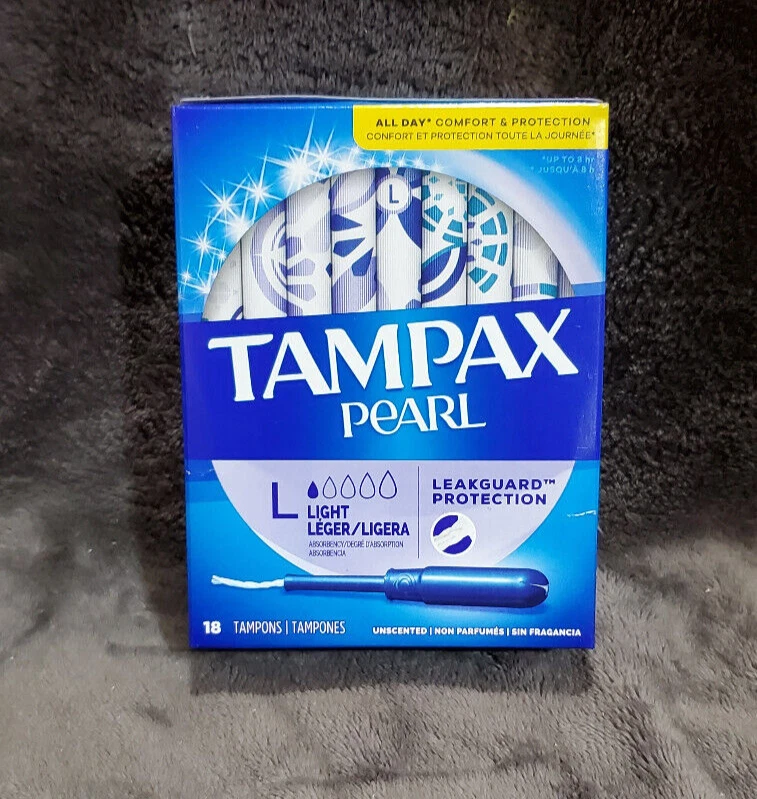 ALL DAY* COMFORT & PROTECTION
CONFORT ET PROTECTION TOUTE LA JOURNÉE*
*UP TO 8 hr
* JUSQU'À 8 h
L
TAMPAX
PEARL
L
LIGHT
LÉGER/LIGERA
ABSORBENCY/DEGRÉ D'ABSORPTION
ABSORBENCIA
LEAKGUARD™
PROTECTION
18 TAMPONS | TAMPONES
UNSCENTED | NON PARFUMÉS | SIN FRAGANCIA